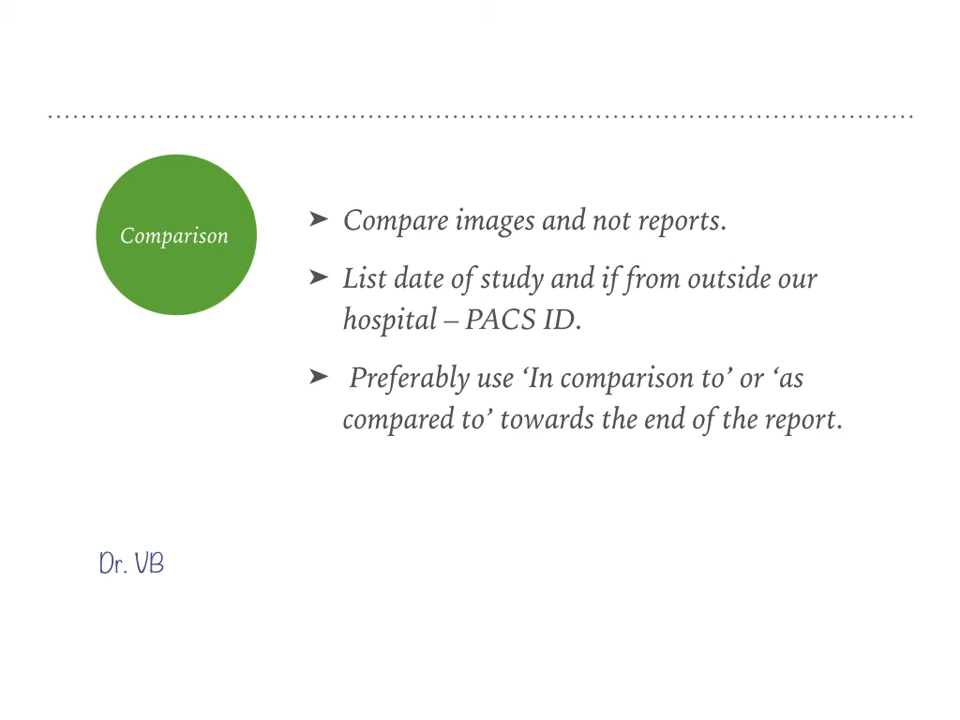 Comparison
➤ Compare images and not reports.
➤ List date of study and if from outside our
hospital – PACS ID.
➤ Preferably use ‘In comparison to’ or ‘as
compared to’ towards the end of the report.
Dr. VB